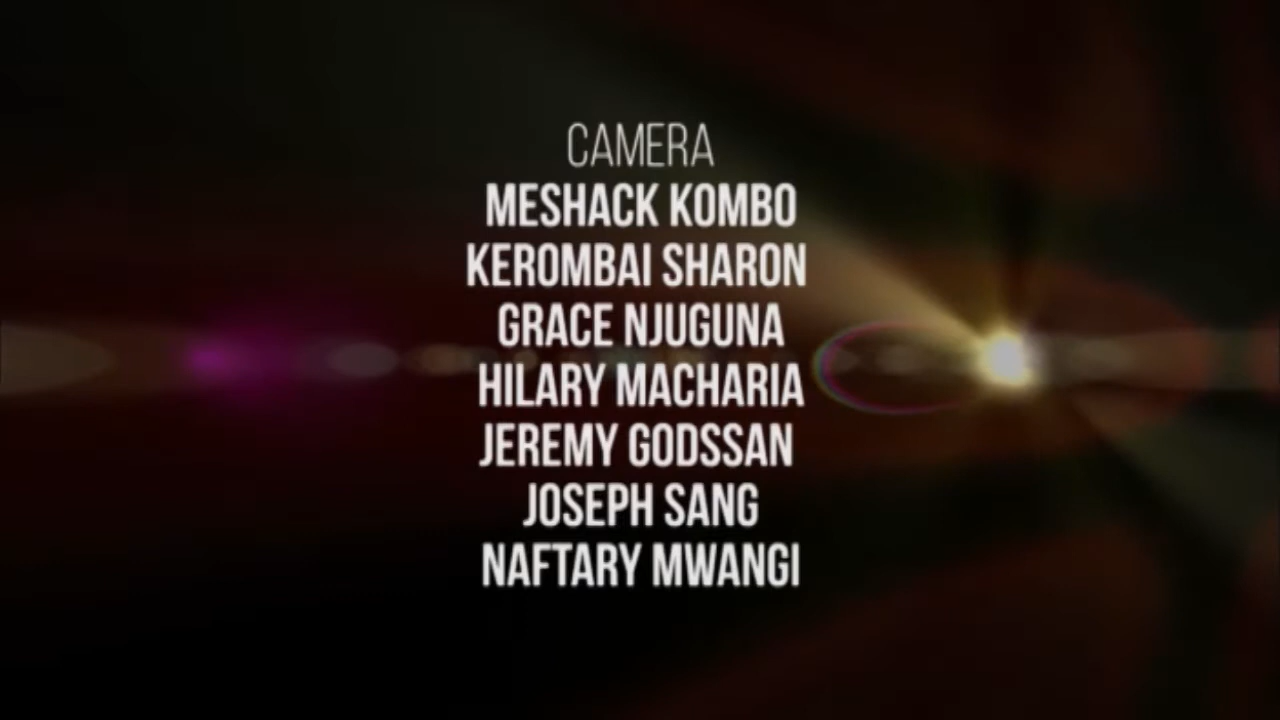 CAMERA
MESHACK KOMBO
KEROMBAI SHARON
GRACE NJUGUNA
HILARY MACHARIA
JEREMY GODSSAN
JOSEPH SANG
NAFTARY MWANGI